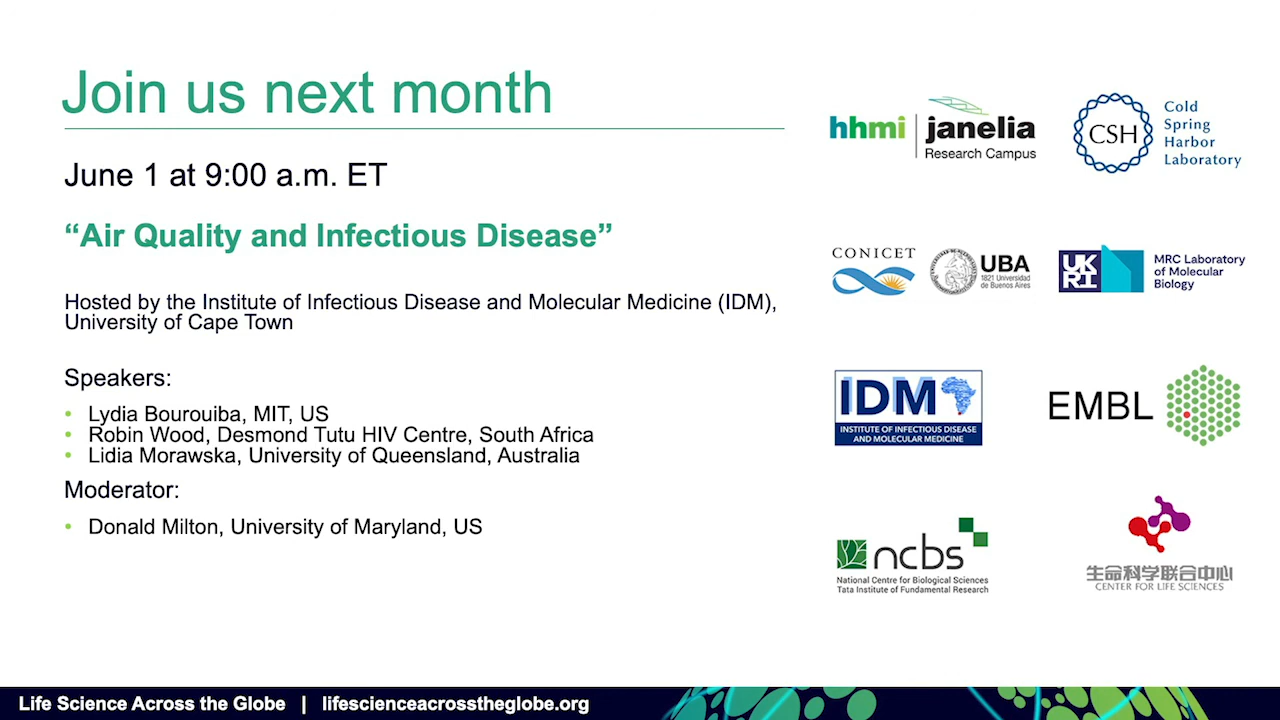 Join us next month
June 1 at 9:00 a.m. ET
“Air Quality and Infectious Disease”
Hosted by the Institute of Infectious Disease and Molecular Medicine (IDM),
University of Cape Town
Speakers:
• Lydia Bourouiba, MIT, US
• Robin Wood, Desmond Tutu HIV Centre, South Africa
• Lidia Morawska, University of Queensland, Australia
Moderator:
• Donald Milton, University of Maryland, US
hhmi | janelia
Research Campus
CSH
Cold
Spring
Harbor
Laboratory
CONICET
UBA
1821 Universidad
de Buenos Aires
UK
RI
MRC Laboratory
of Molecular
Biology
IDM
INSTITUTE OF INFECTIOUS DISEASE
AND MOLECULAR MEDICINE
EMBL
ncbs
National Centre for Biological Sciences
Tata Institute of Fundamental Research
生命科学联合中心
CENTER FOR LIFE SCIENCES
Life Science Across the Globe | lifescienceacrosstheglobe.org